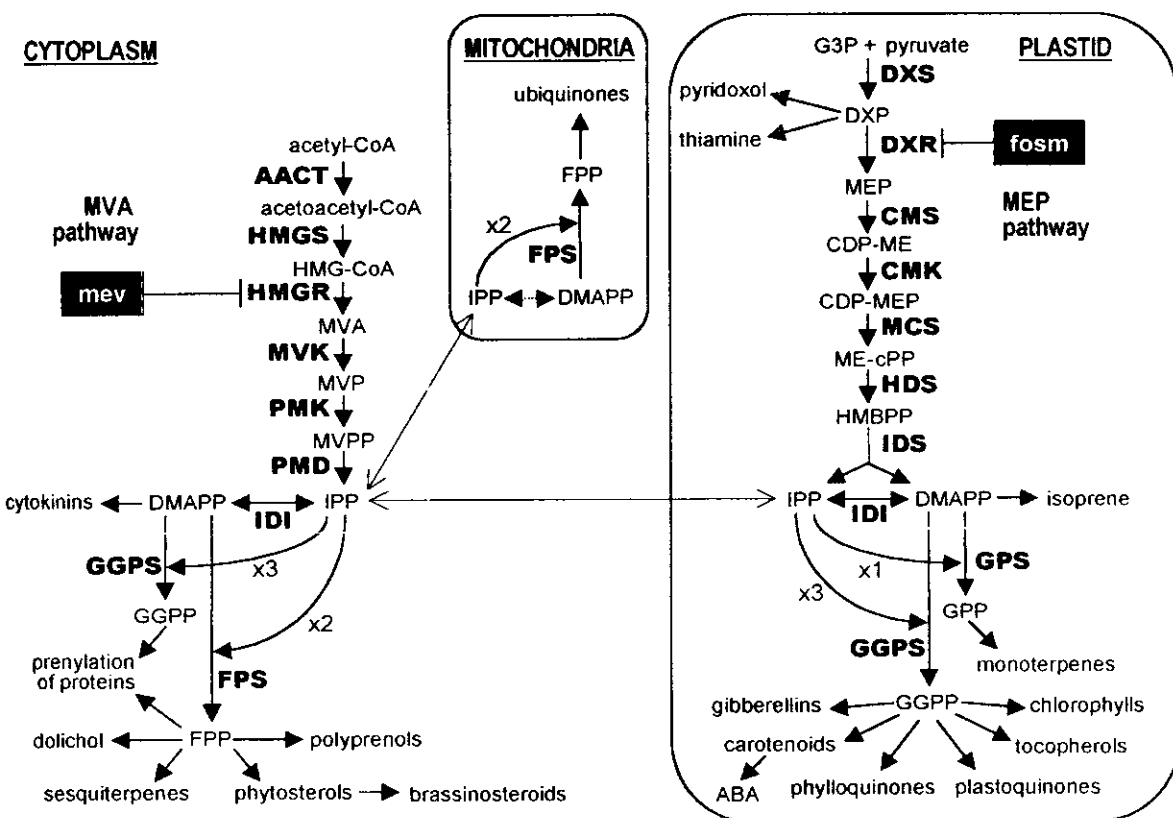 CYTOPLASM
acetyl-CoA
AACT
acetoacetyl-CoA
MVA
pathway
HMGS
HMG-CoA
mev
HMGR
MVA
MVK
MVP
PMK
MVPP
PMD
cytokinins
DMAPP
IDI
IPP
GGPS
x3
GGPP
x2
prenylation
of proteins
FPS
dolichol
FPP
polyprenols
sesquiterpenes
phytosterols
brassinosteroids
MITOCHONDRIA
ubiquinones
FPP
x2
FPS
IPP
DMAPP
PLASTID
G3P + pyruvate
DXS
pyridoxol
DXP
thiamine
DXR
fosm
MEP
MEP
pathway
CMS
CDP-ME
CMK
CDP-MEP
MCS
ME-cPP
HDS
HMBPP
IDS
IPP
IDI
DMAPP
isoprene
x1
GPS
x3
GPP
GGPS
monoterpenes
gibberellins
GGPP
chlorophylls
carotenoids
tocopherols
ABA
phylloquinones
plastoquinones